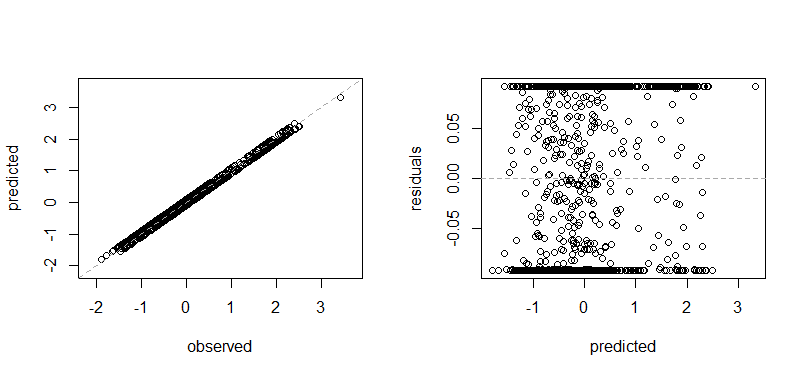 predicted
3
2
1
0
-1
-2
-2 -1 0 1 2 3
observed
residuals
0.05
0.00
-0.05
-1 0 1 2 3
predicted